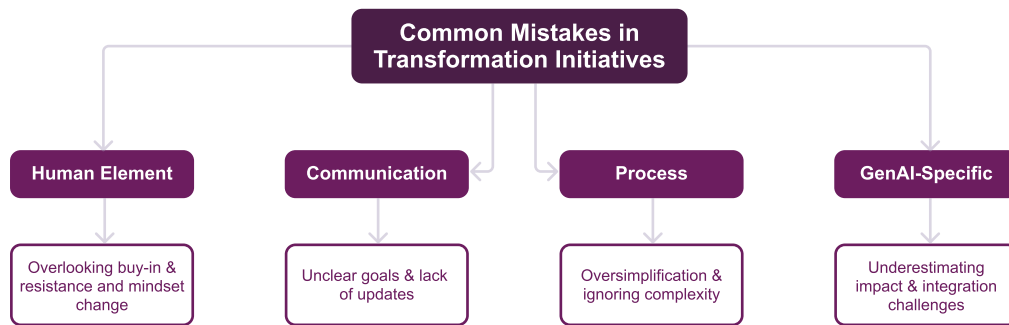 Common Mistakes in
Transformation Initiatives
Human Element
Communication
Process
GenAI-Specific
Overlooking buy-in &
resistance and mindset
change
Unclear goals & lack
of updates
Oversimplification &
ignoring complexity
Underestimating
impact & integration
challenges